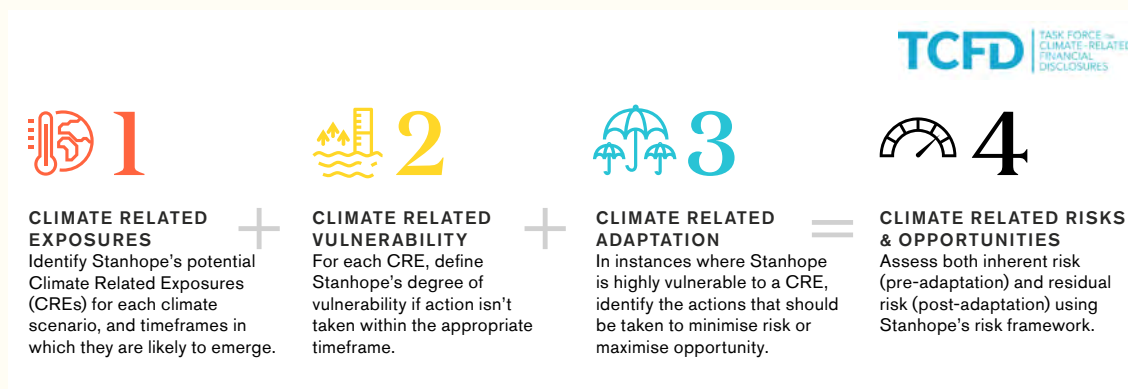 TCFD
TASK FORCE ON
CLIMATE-RELATED
FINANCIAL
DISCLOSURES
1
CLIMATE RELATED
EXPOSURES
Identify Stanhope's potential
Climate Related Exposures
(CREs) for each climate
scenario, and timeframes in
which they are likely to emerge.
+
2
CLIMATE RELATED
VULNERABILITY
For each CRE, define
Stanhope's degree of
vulnerability if action isn't
taken within the appropriate
timeframe.
+
3
CLIMATE RELATED
ADAPTATION
In instances where Stanhope
is highly vulnerable to a CRE,
identify the actions that should
be taken to minimise risk or
maximise opportunity.
=
4
CLIMATE RELATED RISKS
& OPPORTUNITIES
Assess both inherent risk
(pre-adaptation) and residual
risk (post-adaptation) using
Stanhope's risk framework.